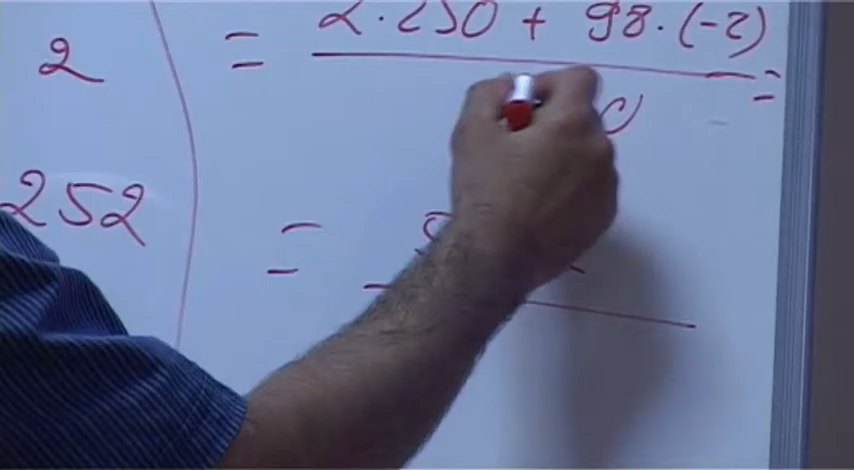 2
= 2·250 + 98·(-2) =
252
=